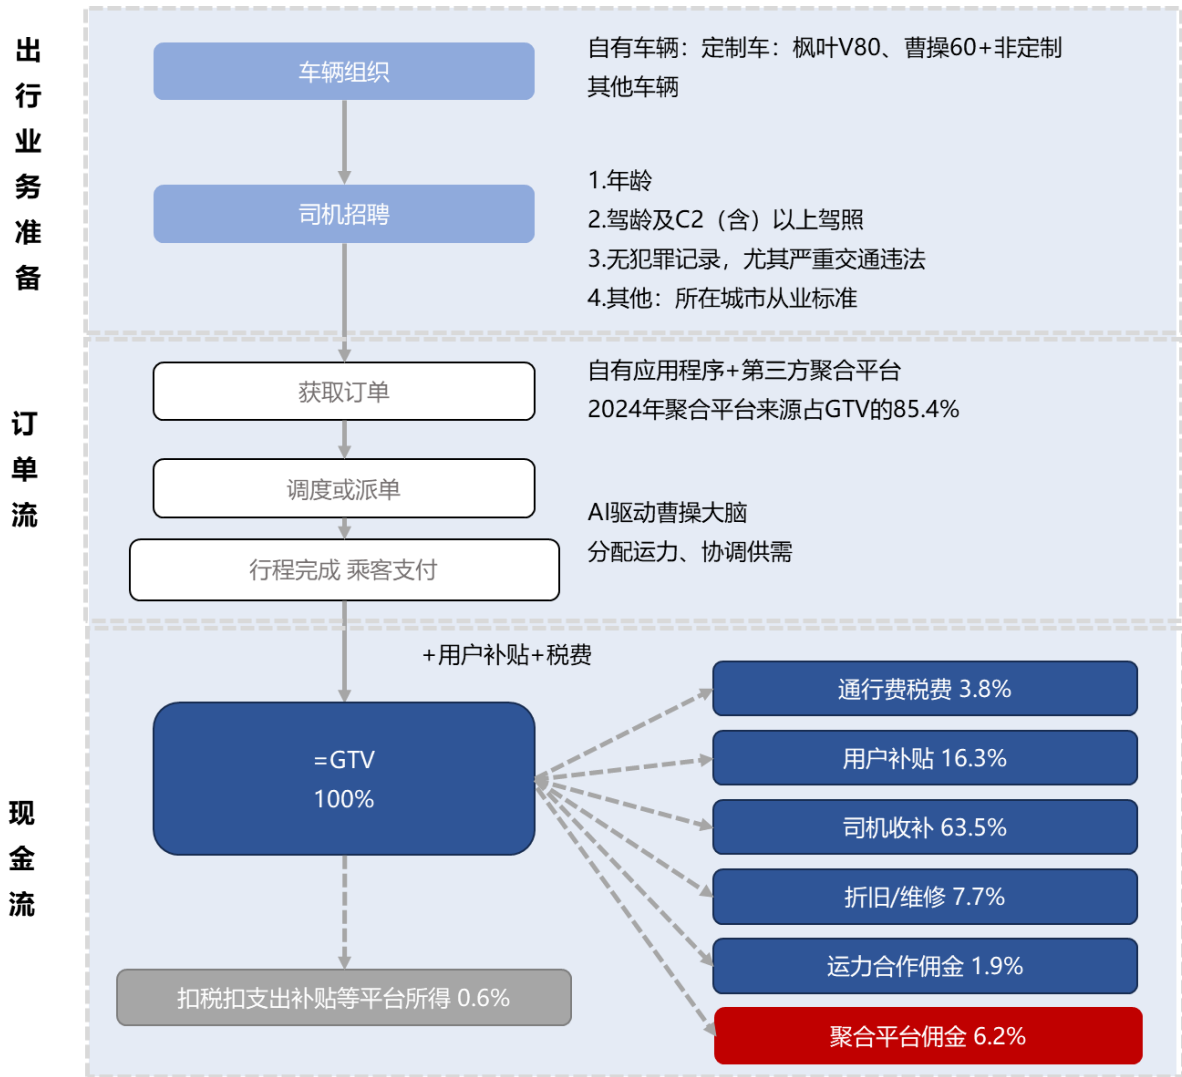 出行业务准备
车辆组织
自有车辆：定制车：枫叶V80、曹操60+非定制
其他车辆
司机招聘
1.年龄
2.驾龄及C2（含）以上驾照
3.无犯罪记录，尤其严重交通违法
4.其他：所在城市从业标准
订单流
获取订单
自有应用程序+第三方聚合平台
2024年聚合平台来源占GTV的85.4%
调度或派单
AI驱动曹操大脑
分配运力、协调供需
行程完成 乘客支付
现金流
+用户补贴+税费
=GTV
100%
通行费税费 3.8%
用户补贴 16.3%
司机收补 63.5%
折旧/维修 7.7%
运力合作佣金 1.9%
聚合平台佣金 6.2%
扣税扣支出补贴等平台所得 0.6%